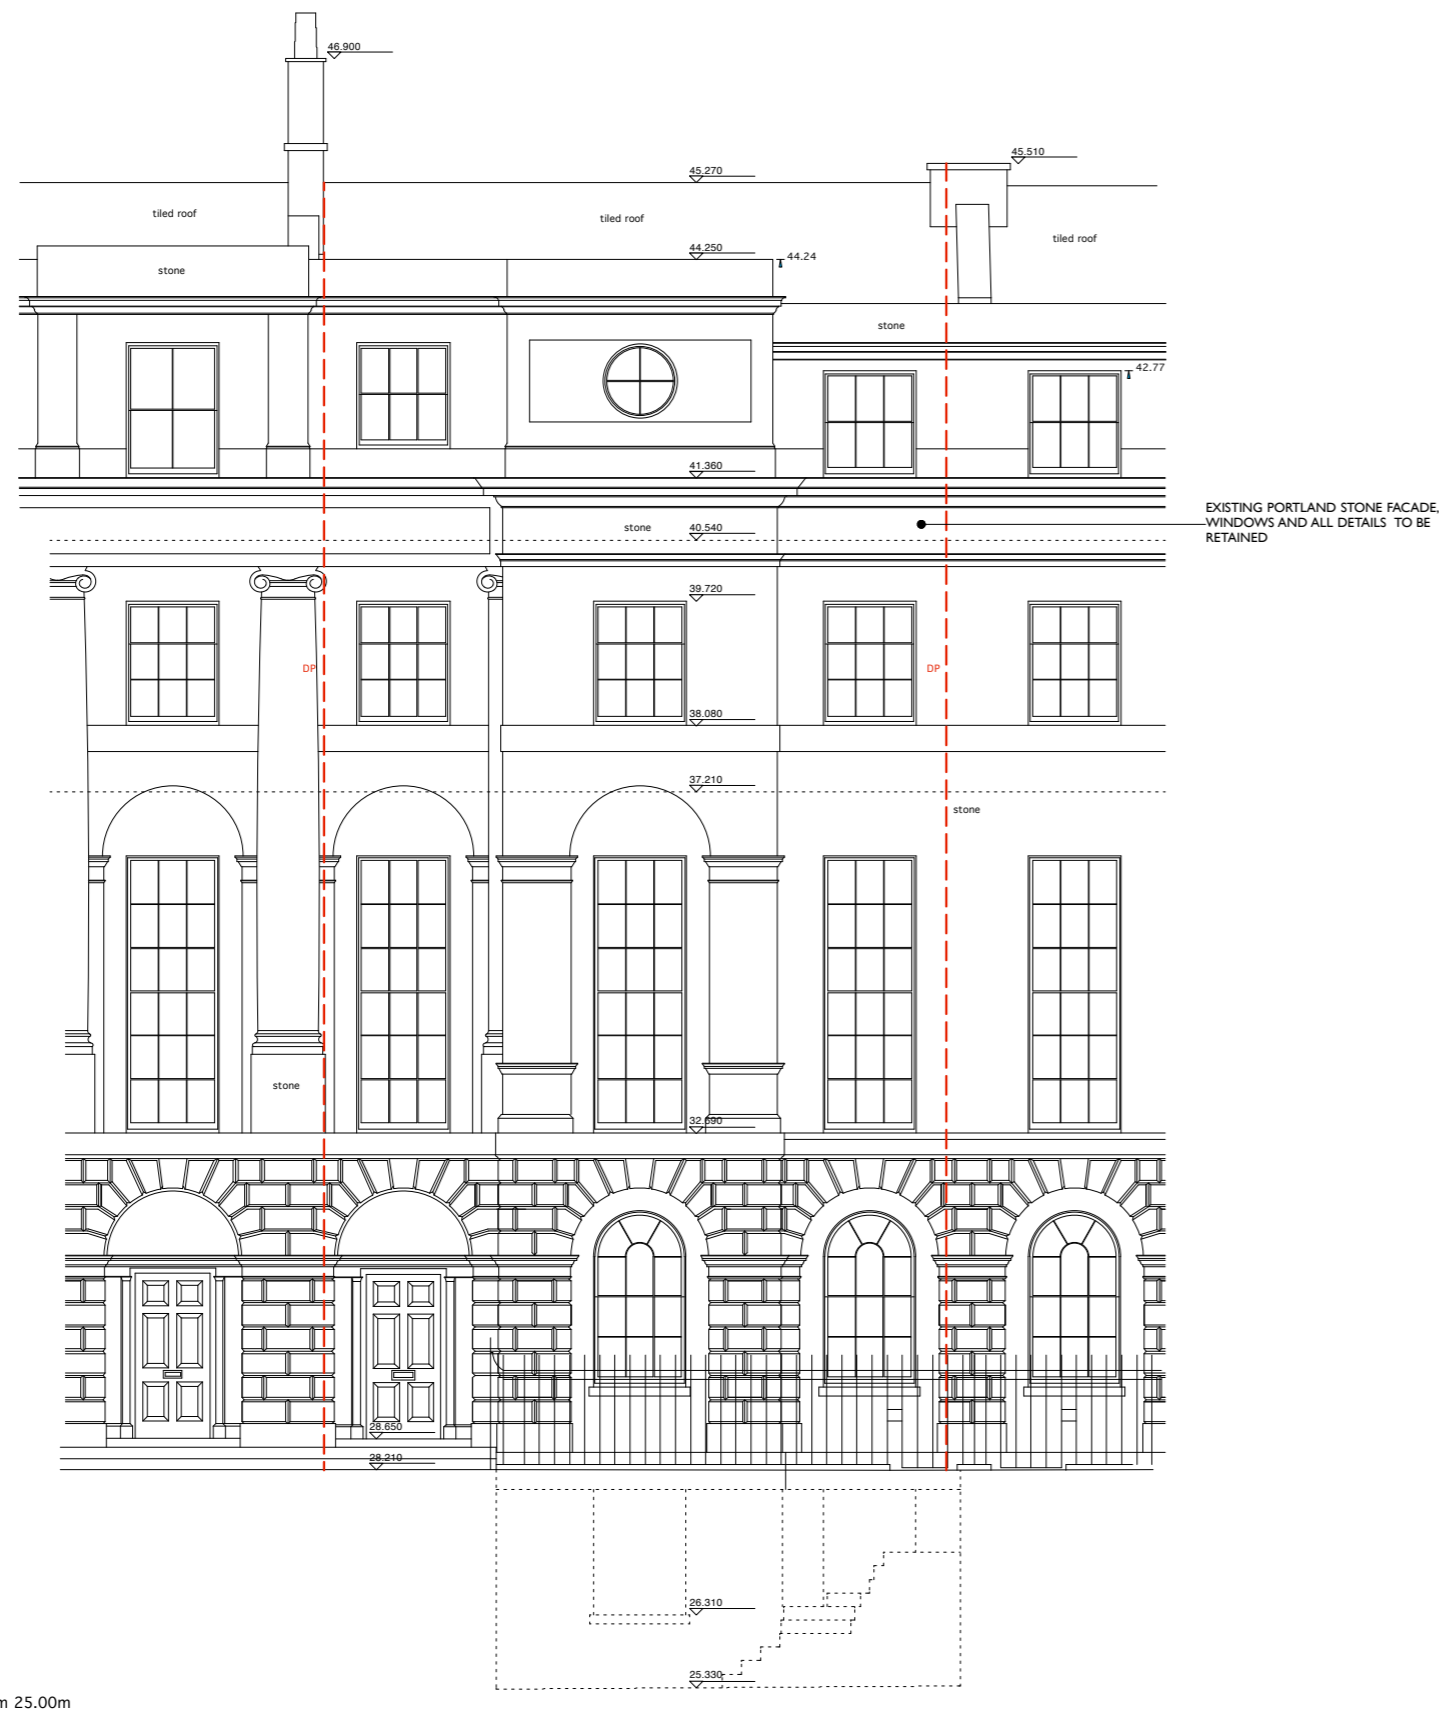 46.900
45.510
45.270
tiled roof
tiled roof
tiled roof
44.250
44.24
stone
stone
42.77
41.360
EXISTING PORTLAND STONE FACADE,
WINDOWS AND ALL DETAILS TO BE
RETAINED
stone
40.540
39.720
DP
DP
38.080
37.210
stone
stone
32.690
28.650
28.210
26.310
25.330
m 25.00m